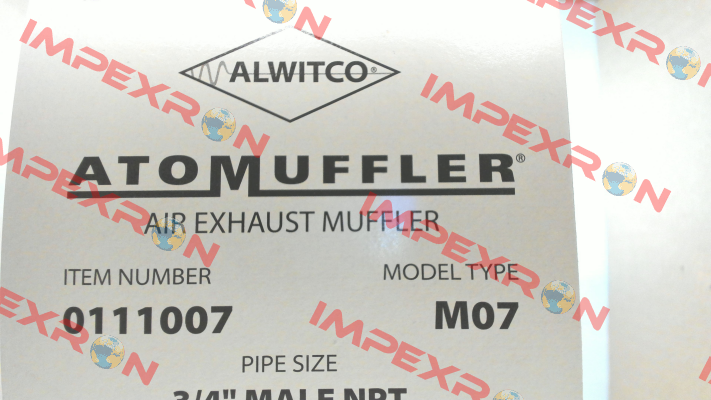 ALWITCO®
ATOMUFFLER®
AIR EXHAUST MUFFLER
ITEM NUMBER
MODEL TYPE
0111007
M07
PIPE SIZE
3/4" MALE NPT
IMPEXRON
IMPEXRON
IMPEXRON
IMPEXRON
IMPEXRON
IMPEXRON
IMPEXRON
IMPEXRON